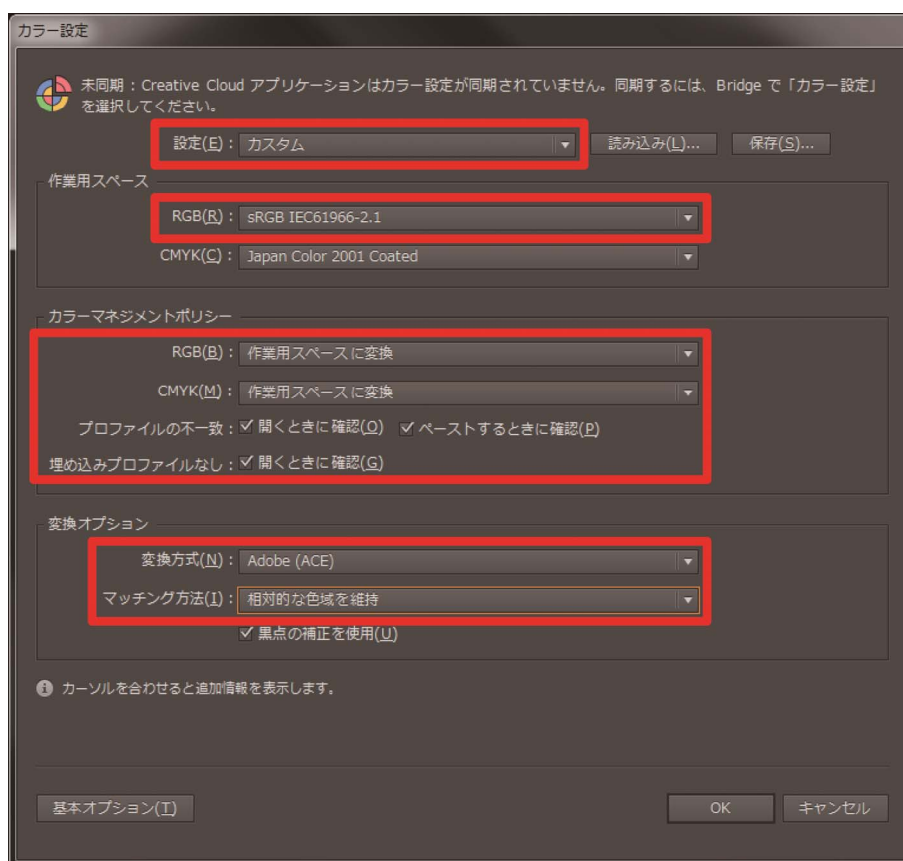 カラー設定
未同期：Creative Cloud アプリケーションはカラー設定が同期されていません。同期するには、Bridge で「カラー設定」
を選択してください。
設定(E)： カスタム 読み込み(L)... 保存(S)...
作業用スペース
RGB(R)： sRGB IEC61966-2.1
CMYK(C)： Japan Color 2001 Coated
カラーマネジメントポリシー
RGB(B)： 作業用スペースに変換
CMYK(M)： 作業用スペースに変換
プロファイルの不一致： 開くときに確認(O) ペーストするときに確認(P)
埋め込みプロファイルなし： 開くときに確認(G)
変換オプション
変換方式(N)： Adobe (ACE)
マッチング方法(I)： 相対的な色域を維持
黒点の補正を使用(U)
カーソルを合わせると追加情報を表示します。
基本オプション(T) OK キャンセル